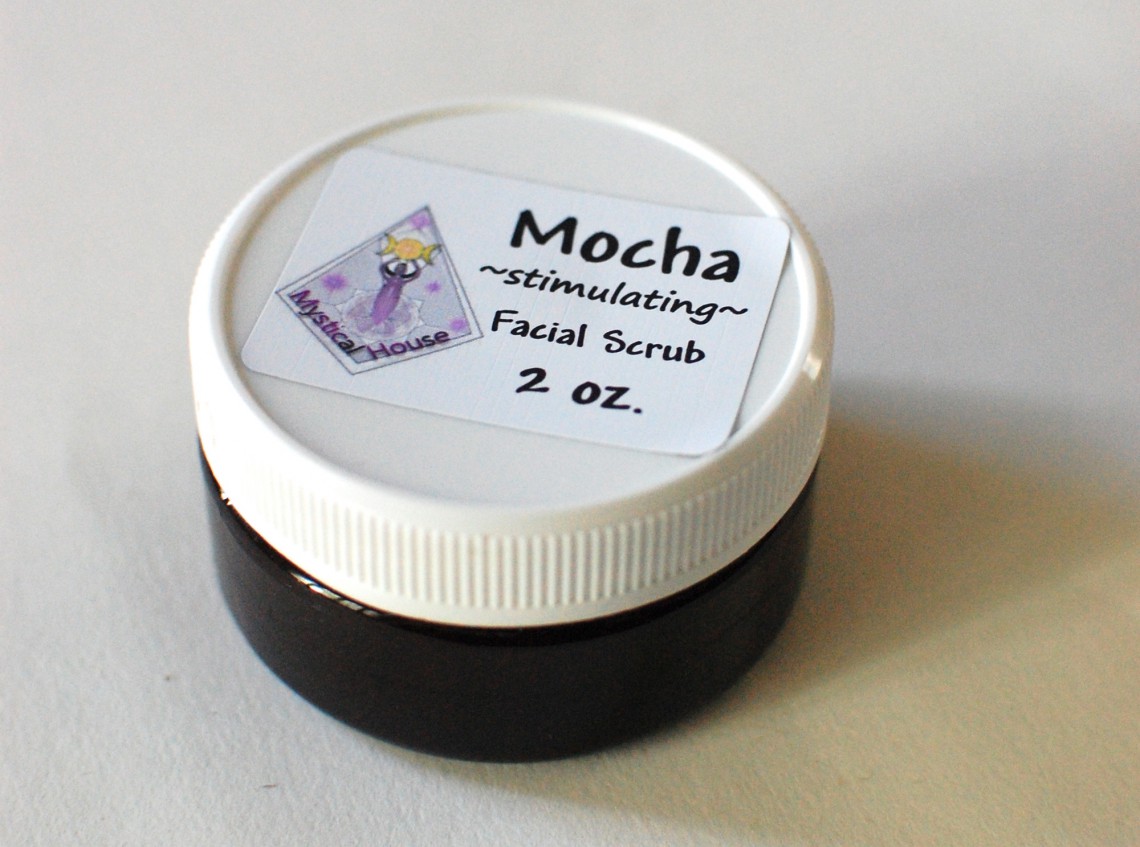 Mocha
~stimulating~
Facial Scrub
2 oz.
Mystical House